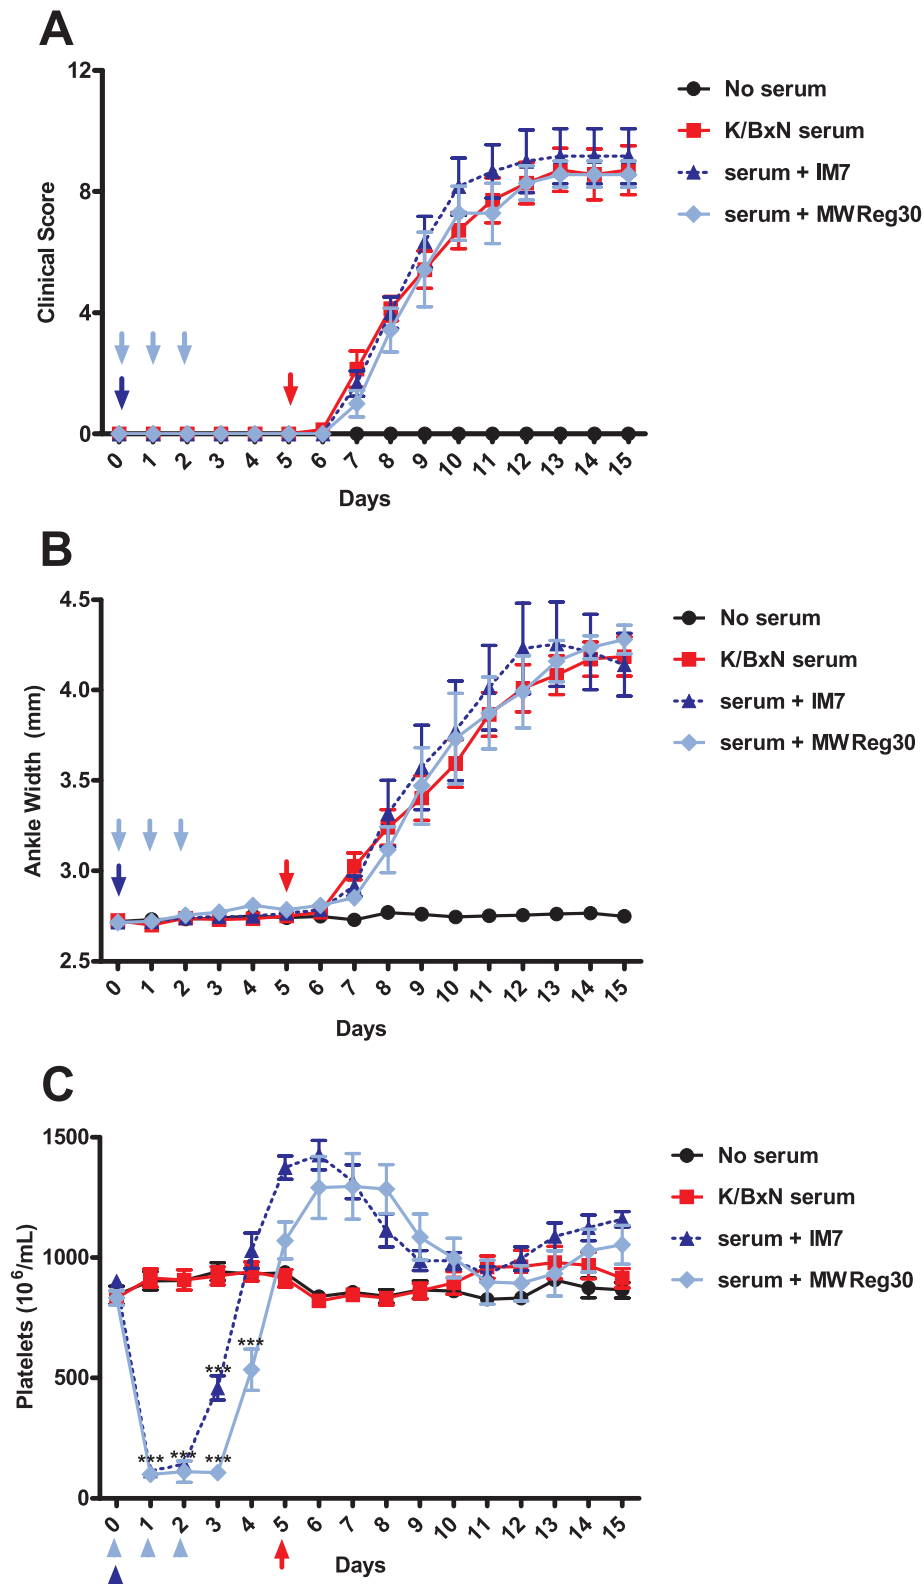 A
12
8
4
0
Clinical Score
0 1 2 3 4 5 6 7 8 9 10 11 12 13 14 15
Days
No serum
K/BxN serum
serum + IM7
serum + MWReg30
B
4.5
4.0
3.5
3.0
2.5
Ankle Width (mm)
0 1 2 3 4 5 6 7 8 9 10 11 12 13 14 15
Days
No serum
K/BxN serum
serum + IM7
serum + MWReg30
C
1500
1000
500
0
Platelets (10^6/mL)
*** *** *** *** ***
0 1 2 3 4 5 6 7 8 9 10 11 12 13 14 15
Days
No serum
K/BxN serum
serum + IM7
serum + MWReg30